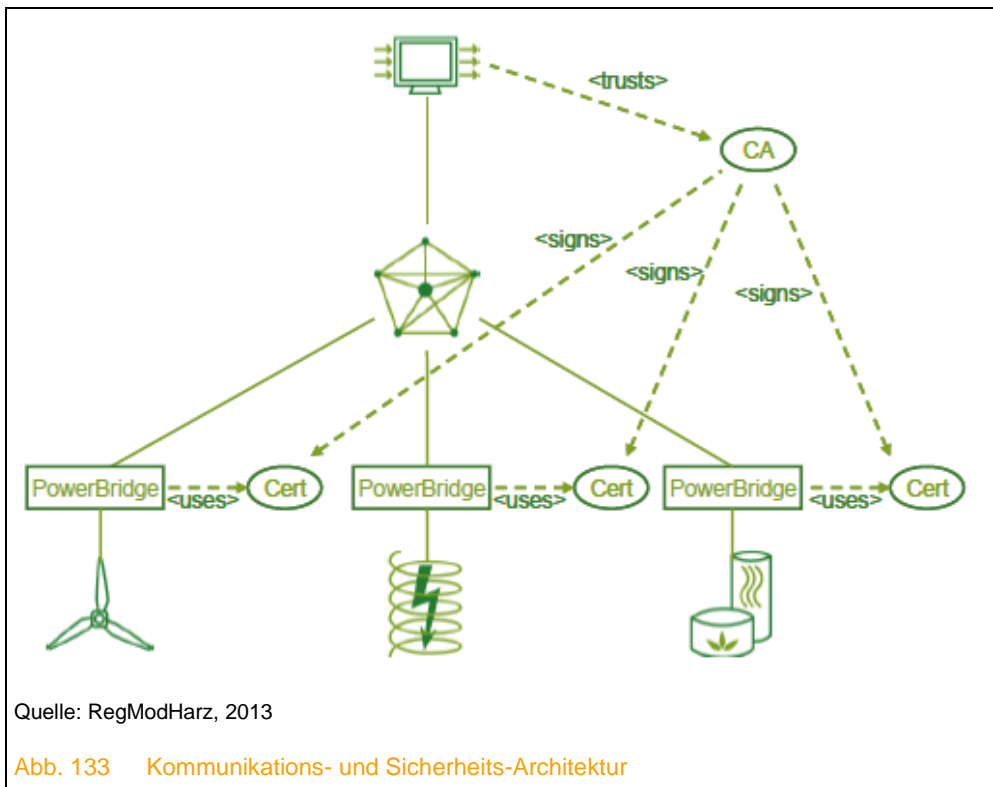 <trusts>
CA
<signs>
<signs>
<signs>
PowerBridge
<uses>
Cert
PowerBridge
<uses>
Cert
PowerBridge
<uses>
Cert
Quelle: RegModHarz, 2013
Abb. 133 Kommunikations- und Sicherheits-Architektur